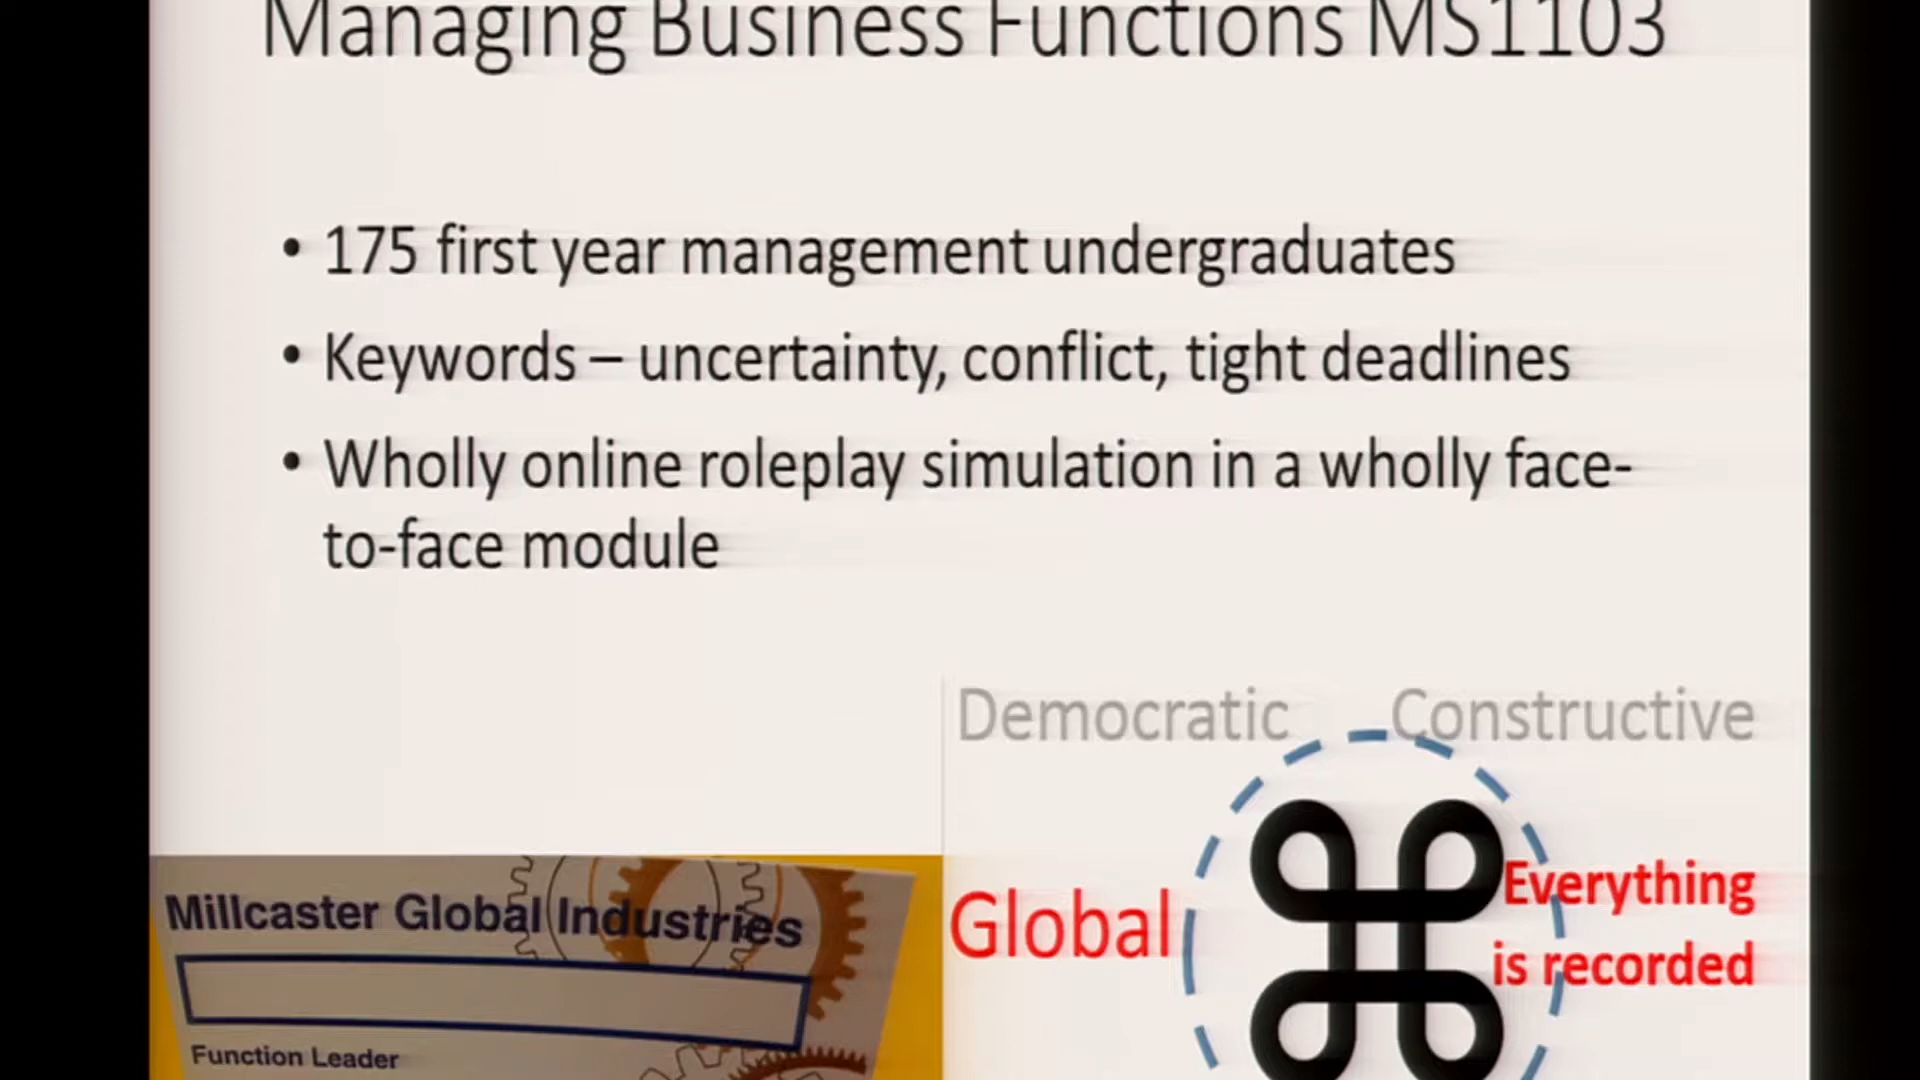 Managing Business Functions MS1103
• 175 first year management undergraduates
• Keywords – uncertainty, conflict, tight deadlines
• Wholly online roleplay simulation in a wholly face-
to-face module
Democratic Constructive
Global
Everything
is recorded
Millcaster Global Industries
Function Leader